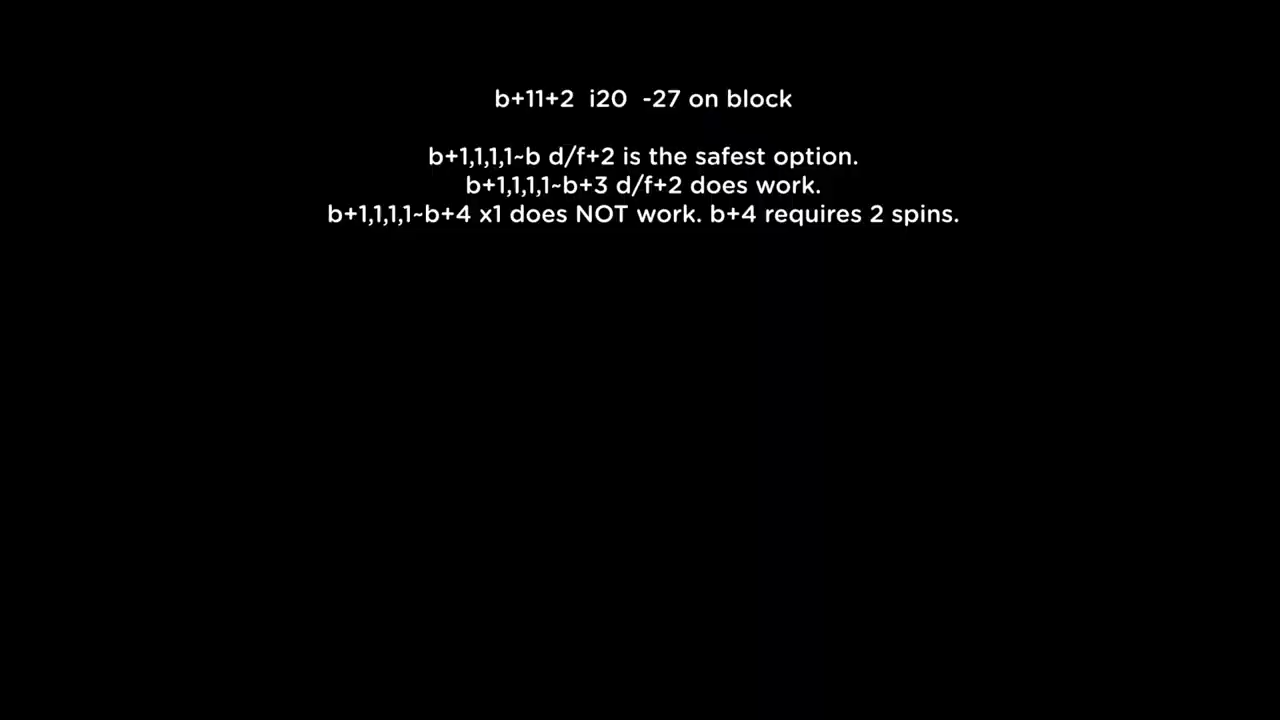 b+11+2 i20 -27 on block
b+1,1,1,1~b d/f+2 is the safest option.
b+1,1,1,1~b+3 d/f+2 does work.
b+1,1,1,1~b+4 x1 does NOT work. b+4 requires 2 spins.